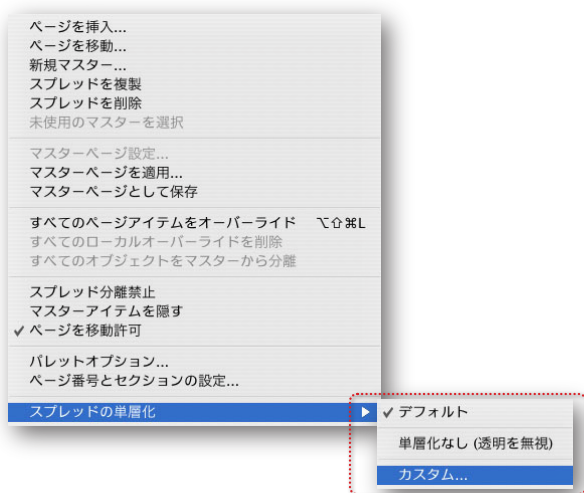 ページを挿入...
ページを移動...
新規マスター...
スプレッドを複製
スプレッドを削除
未使用のマスターを選択
マスターページ設定...
マスターページを適用...
マスターページとして保存
すべてのページアイテムをオーバーライド ⌥⇧⌘L
すべてのローカルオーバーライドを削除
すべてのオブジェクトをマスターから分離
スプレッド分離禁止
マスターアイテムを隠す
✓ ページを移動許可
パレットオプション...
ページ番号とセクションの設定...
スプレッドの単層化 ▶
✓ デフォルト
単層化なし (透明を無視)
カスタム...